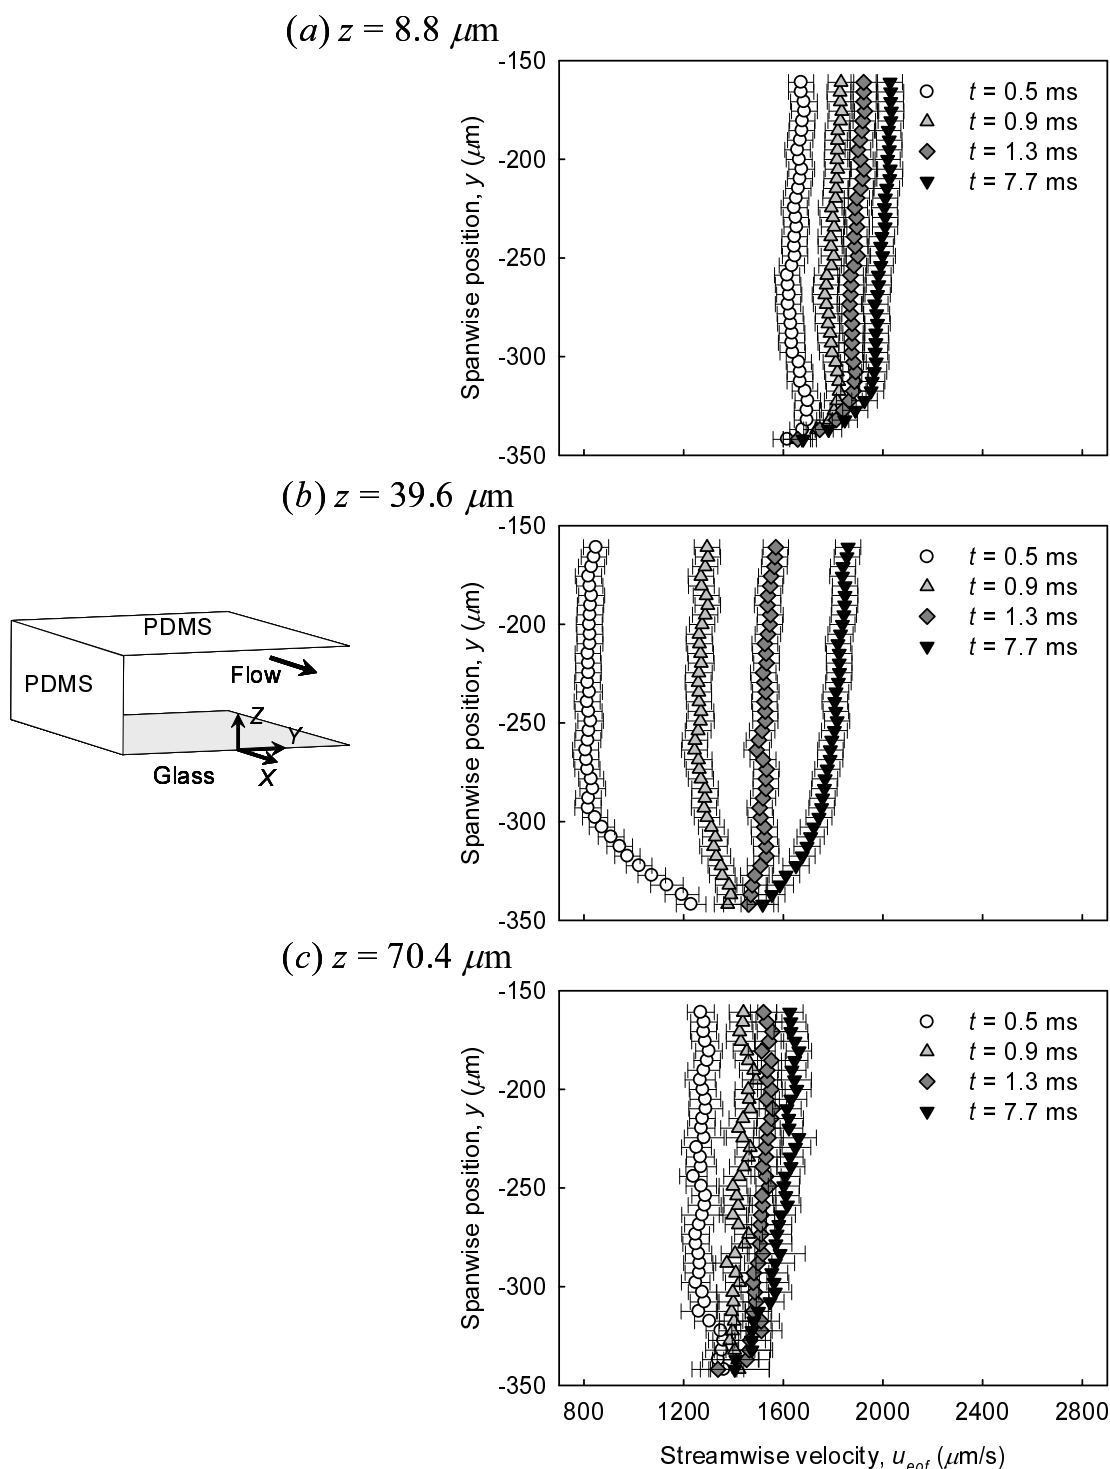 (a) z = 8.8 μm
-150
-200
-250
-300
-350
Spanwise position, y (μm)
t = 0.5 ms
t = 0.9 ms
t = 1.3 ms
t = 7.7 ms
(b) z = 39.6 μm
-150
-200
-250
-300
-350
Spanwise position, y (μm)
t = 0.5 ms
t = 0.9 ms
t = 1.3 ms
t = 7.7 ms
PDMS
PDMS
Flow
Z
Y
X
Glass
(c) z = 70.4 μm
-150
-200
-250
-300
-350
Spanwise position, y (μm)
t = 0.5 ms
t = 0.9 ms
t = 1.3 ms
t = 7.7 ms
800 1200 1600 2000 2400 2800
Streamwise velocity, u_eof (μm/s)